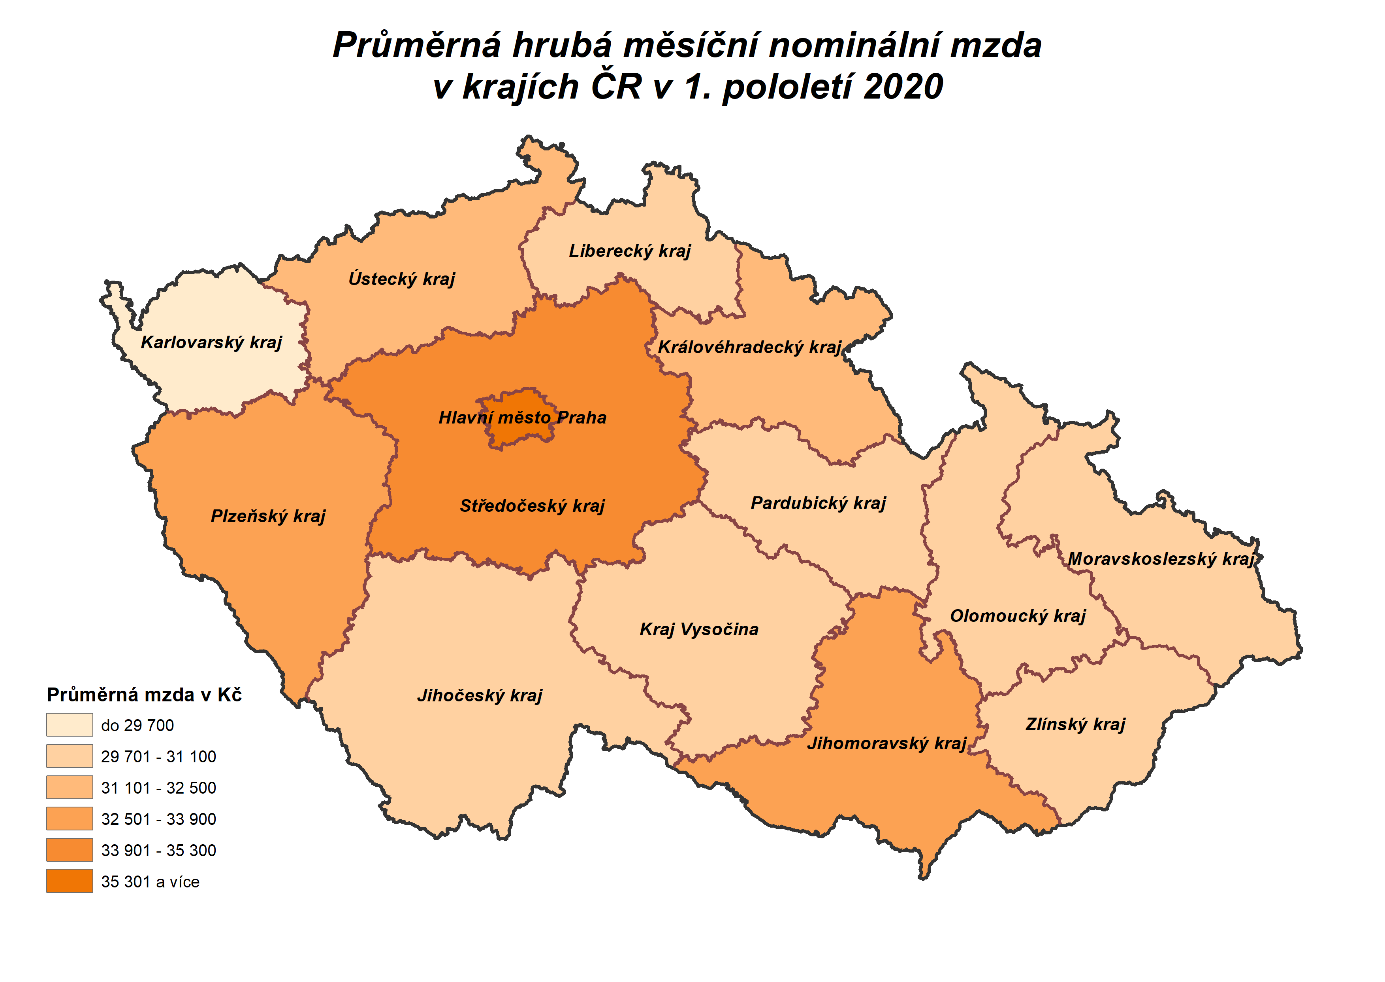 Průměrná hrubá měsíční nominální mzda
v krajích ČR v 1. pololetí 2020
Liberecký kraj
Ústecký kraj
Karlovarský kraj
Královéhradecký kraj
Hlavní město Praha
Středočeský kraj
Pardubický kraj
Plzeňský kraj
Moravskoslezský kraj
Olomoucký kraj
Kraj Vysočina
Jihočeský kraj
Zlínský kraj
Jihomoravský kraj
Průměrná mzda v Kč
do 29 700
29 701 - 31 100
31 101 - 32 500
32 501 - 33 900
33 901 - 35 300
35 301 a více